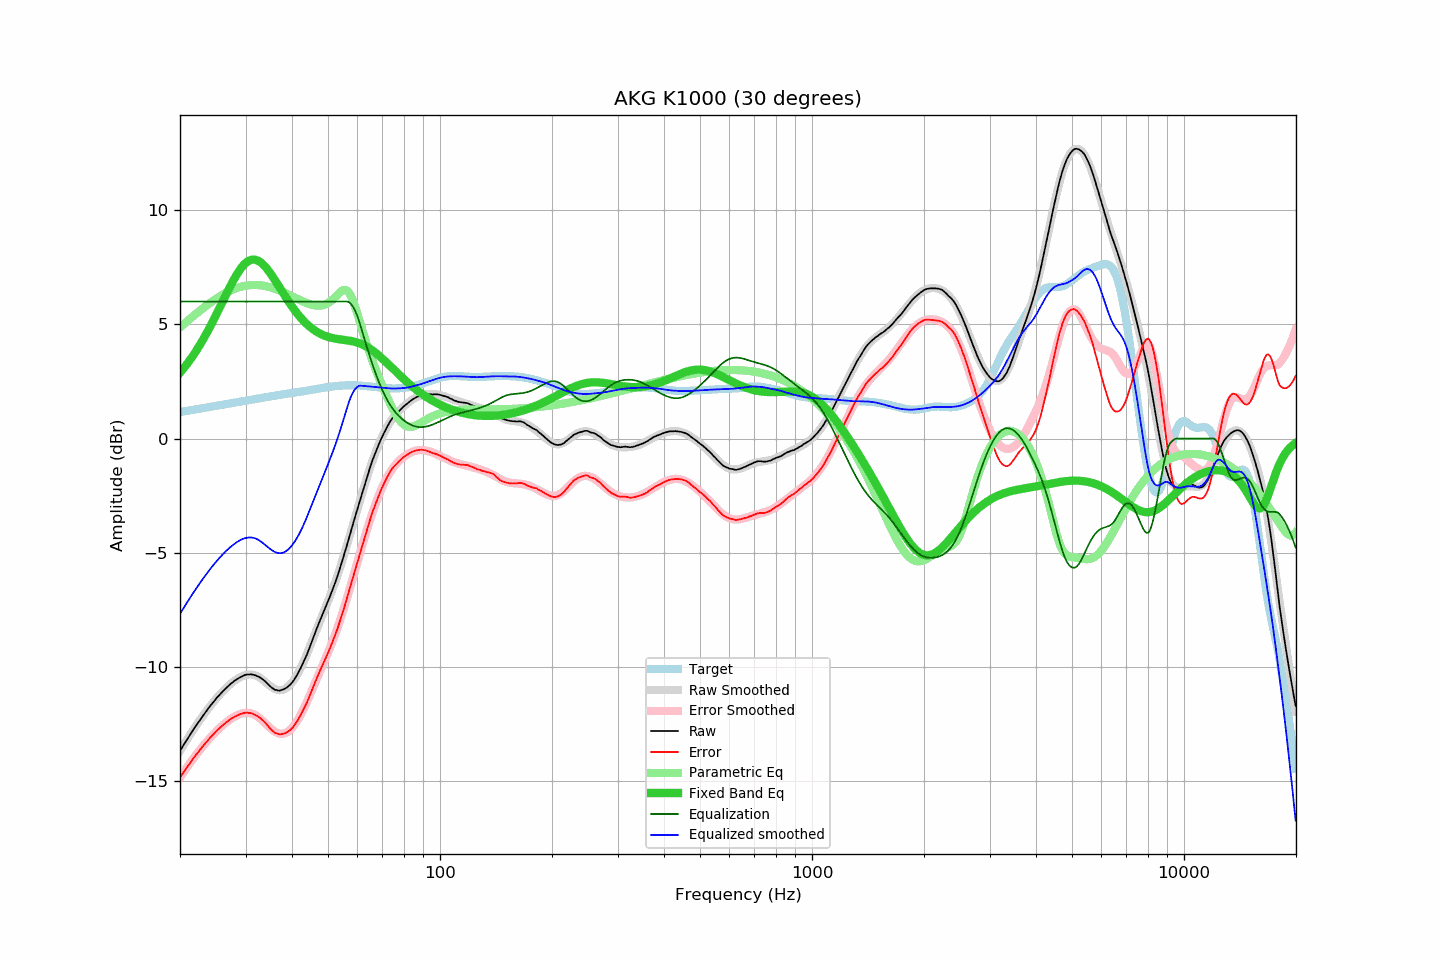 AKG K1000 (30 degrees)
10
5
0
−5
−10
−15
Amplitude (dBr)
100
1000
10000
Frequency (Hz)
Target
Raw Smoothed
Error Smoothed
Raw
Error
Parametric Eq
Fixed Band Eq
Equalization
Equalized smoothed